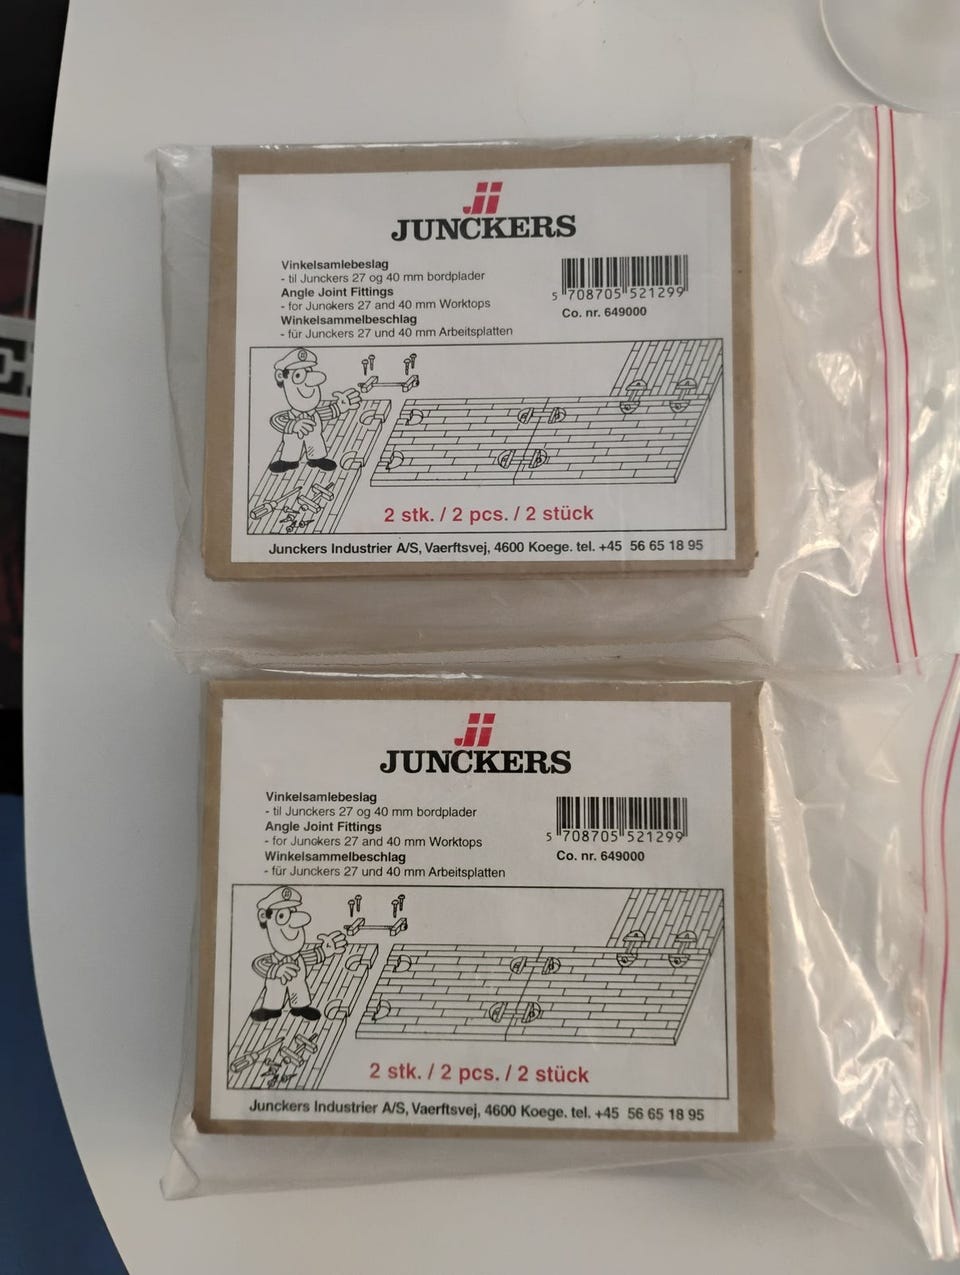 JUNCKERS
Vinkelsamlebeslag
- til Junckers 27 og 40 mm bordplader
Angle Joint Fittings
- for Junckers 27 and 40 mm Worktops
Winkelsammelbeschlag
- für Junckers 27 und 40 mm Arbeitsplatten
5 708705 521299
Co. nr. 649000
2 stk. / 2 pcs. / 2 stück
Junckers Industrier A/S, Vaerftsvej, 4600 Koege. tel. +45 56 65 18 95
JUNCKERS
Vinkelsamlebeslag
- til Junckers 27 og 40 mm bordplader
Angle Joint Fittings
- for Junckers 27 and 40 mm Worktops
Winkelsammelbeschlag
- für Junckers 27 und 40 mm Arbeitsplatten
5 708705 521299
Co. nr. 649000
2 stk. / 2 pcs. / 2 stück
Junckers Industrier A/S, Vaerftsvej, 4600 Koege. tel. +45 56 65 18 95